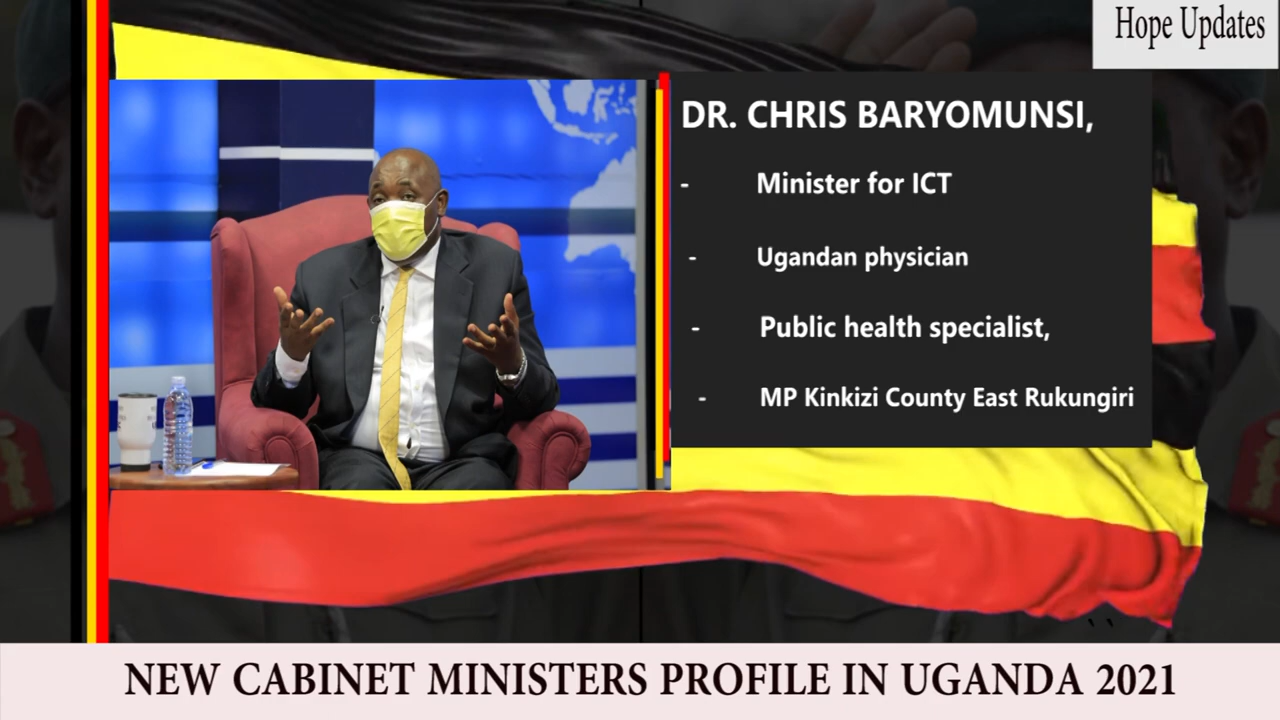 Hope Updates
DR. CHRIS BARYOMUNSI,
- Minister for ICT
- Ugandan physician
- Public health specialist,
- MP Kinkizi County East Rukungiri
NEW CABINET MINISTERS PROFILE IN UGANDA 2021